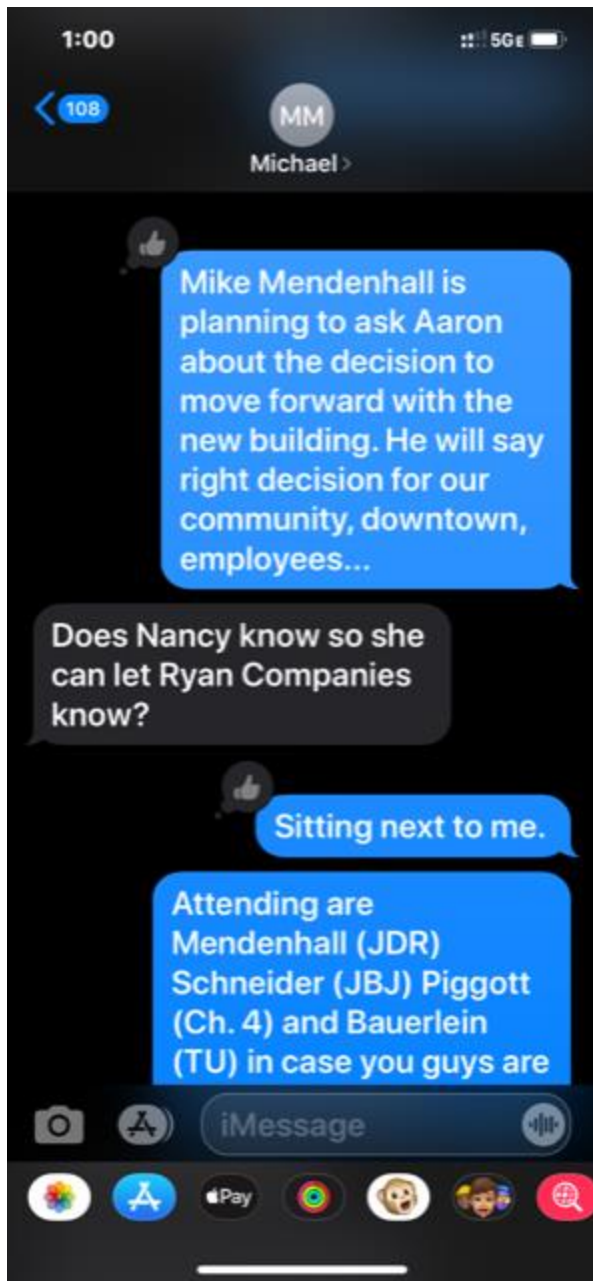 1:00 5GE
108
MM
Michael >
Mike Mendenhall is
planning to ask Aaron
about the decision to
move forward with the
new building. He will say
right decision for our
community, downtown,
employees...
Does Nancy know so she
can let Ryan Companies
know?
Sitting next to me.
Attending are
Mendenhall (JDR)
Schneider (JBJ) Piggott
(Ch. 4) and Bauerlein
(TU) in case you guys are
iMessage
Pay